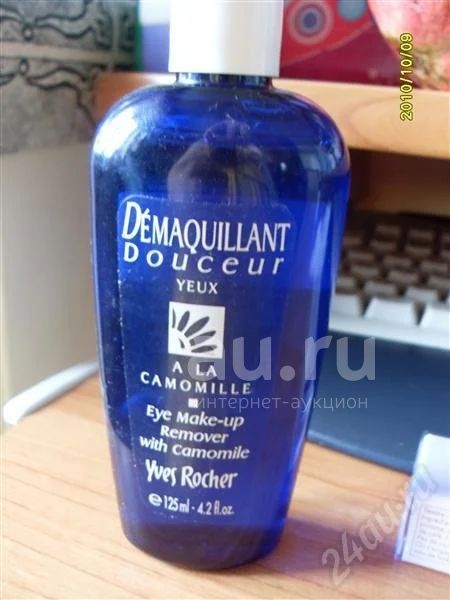 2010/10/09
DÉMAQUILLANT
DOUCEUR
YEUX
A LA
CAMOMILLE
Eye Make-up
Remover
with Camomile
Yves Rocher
e 125 ml - 4.2 fl.oz.
au.ru
интернет-аукцион
24au.ru